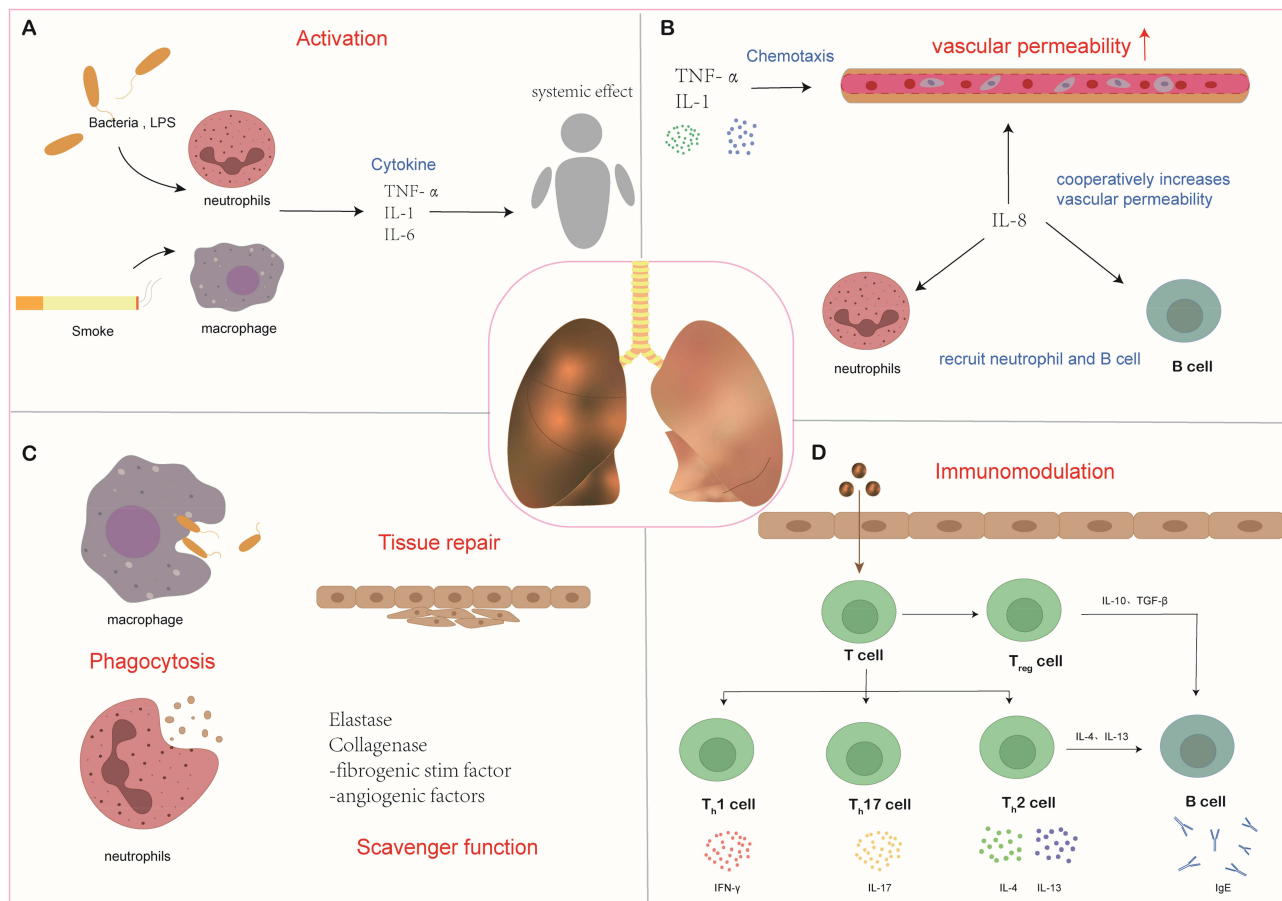 A
Activation
Bacteria , LPS
neutrophils
Smoke
macrophage
Cytokine
TNF- α
IL-1
IL-6
systemic effect
B
TNF- α
IL-1
Chemotaxis
vascular permeability
cooperatively increases
vascular permeability
IL-8
neutrophils
recruit neutrophil and B cell
B cell
C
macrophage
Phagocytosis
neutrophils
Tissue repair
Elastase
Collagenase
-fibrogenic stim factor
-angiogenic factors
Scavenger function
D
Immunomodulation
T cell
Treg cell
IL-10、TGF-β
IL-4、IL-13
Th1 cell
Th17 cell
Th2 cell
B cell
IFN-γ
IL-17
IL-4
IL-13
IgE